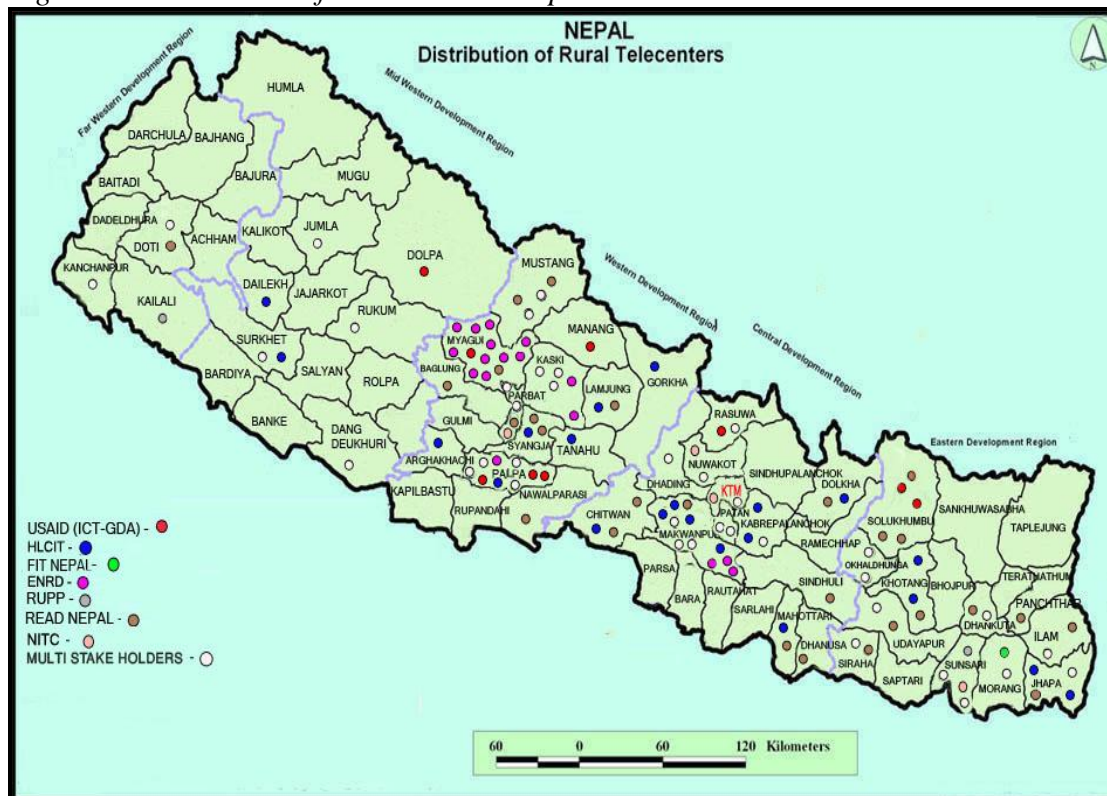 NEPAL
Distribution of Rural Telecenters
N
Far Western Development Region
Mid Western Development Region
Western Development Region
Central Development Region
Eastern Development Region
HUMLA
DARCHULA
BAJHANG
BAITADI
BAJURA
MUGU
DADELDHURA
DOTI
ACHHAM
KALIKOT
JUMLA
DOLPA
KANCHANPUR
KAILALI
DAILEKH
JAJARKOT
RUKUM
MUSTANG
MANANG
SURKHET
SALYAN
ROLPA
BARDIYA
BANKE
DANG
DEUKHURI
MYAGUI
BAGLUNG
KASKI
PARBAT
LAMJUNG
GORKHA
GULMI
SYANGJA
TANAHU
ARGHAKHACHI
PALPA
KAPILBASTU
RUPANDAHI
NAWALPARASI
RASUWA
NUWAKOT
SINDHUPALANCHOK
DOLKHA
DHADING
KTM
PATAN
KABREPALANCHOK
CHITWAN
MAKWANPUR
RAMECHHAP
PARSA
BARA
RAUTAHAT
SARLAHI
SINDHULI
MAHOTTARI
DHANUSA
SIRAHA
SAPTARI
UDAYAPUR
SOLUKHUMBU
SANKHUWASABHA
TAPLEJUNG
OKHALDHUNGA
KHOTANG
BHOJPUR
TERATHATHUM
PANCHTHAR
DHANKUTA
ILAM
SUNSARI
MORANG
JHAPA
USAID (ICT-GDA) -
HLCIT -
FIT NEPAL-
ENRD -
RUPP -
READ NEPAL -
NITC -
MULTI STAKE HOLDERS -
60 0 60 120 Kilometers